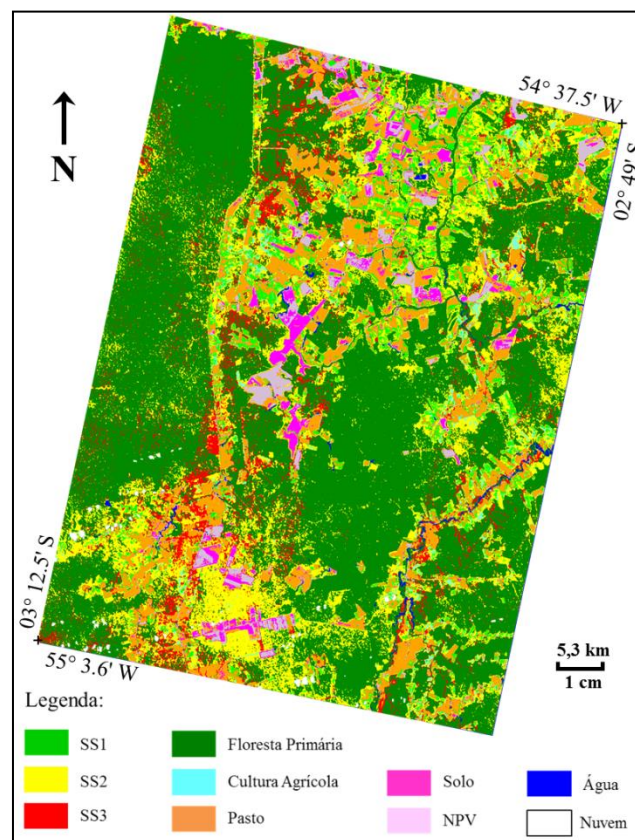 54° 37.5' W
02° 49' S
N
03° 12.5' S
55° 3.6' W
5,3 km
1 cm
Legenda:
SS1
SS2
SS3
Floresta Primária
Cultura Agrícola
Pasto
Solo
NPV
Água
Nuvem